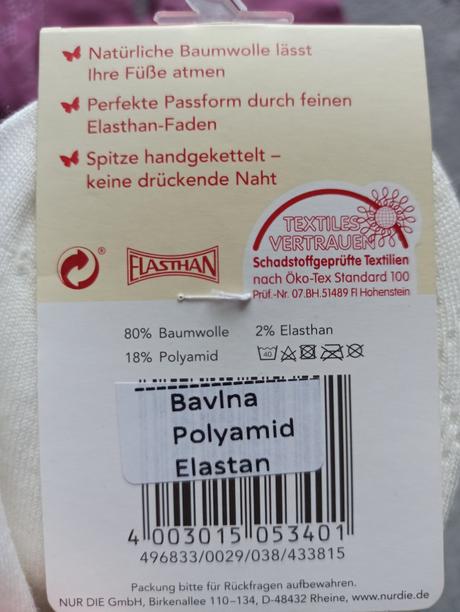 Natürliche Baumwolle lässt
Ihre Füße atmen
Perfekte Passform durch feinen
Elasthan-Faden
Spitze handgekettelt –
keine drückende Naht
TEXTILES
VERTRAUEN
Schadstoffgeprüfte Textilien
nach Öko-Tex Standard 100
Prüf.-Nr. 07.BH.51489 FI Hohenstein
ELASTHAN
80% Baumwolle 2% Elasthan
18% Polyamid
40
Bavlna
Polyamid
Elastan
4 003015 053401
496833/0029/038/433815
Packung bitte für Rückfragen aufbewahren.
NUR DIE GmbH, Birkenallee 110–134, D-48432 Rheine, www.nurdie.com